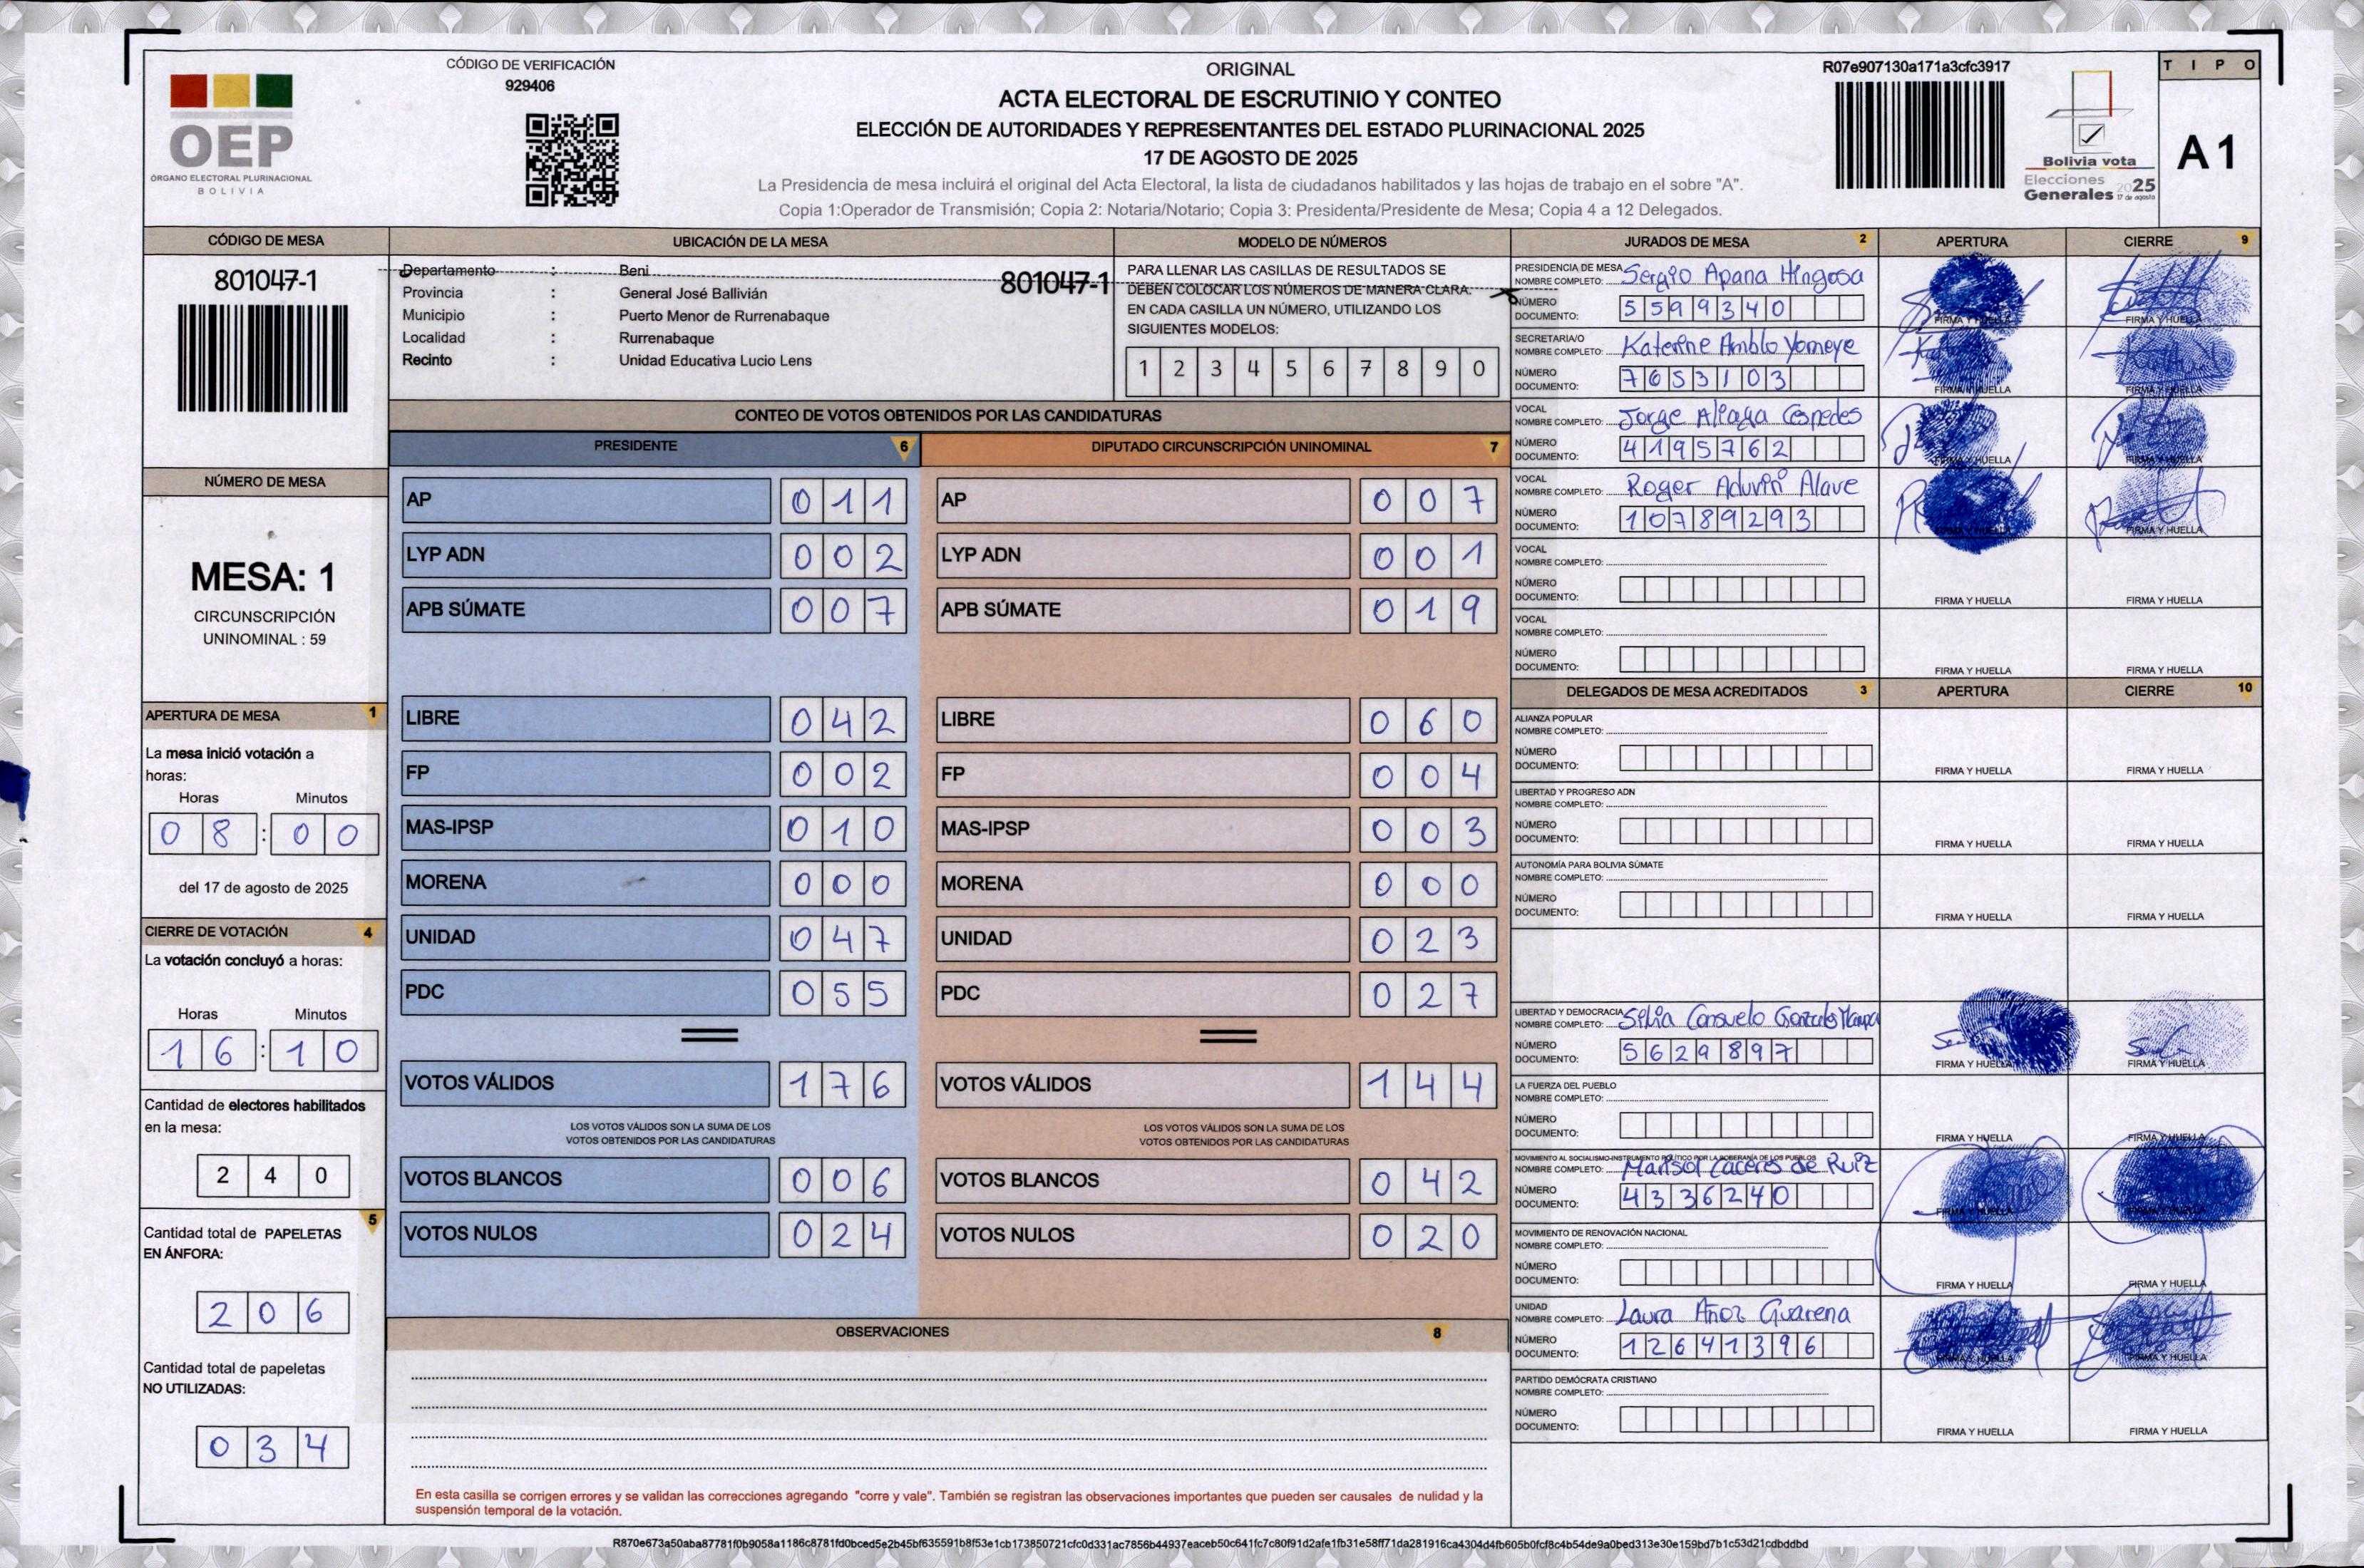 CÓDIGO DE VERIFICACIÓN
929406
OEP
ÓRGANO ELECTORAL PLURINACIONAL
BOLIVIA
ORIGINAL
ACTA ELECTORAL DE ESCRUTINIO Y CONTEO
ELECCIÓN DE AUTORIDADES Y REPRESENTANTES DEL ESTADO PLURINACIONAL 2025
17 DE AGOSTO DE 2025
La Presidencia de mesa incluirá el original del Acta Electoral, la lista de ciudadanos habilitados y las hojas de trabajo en el sobre "A".
Copia 1:Operador de Transmisión; Copia 2: Notaria/Notario; Copia 3: Presidenta/Presidente de Mesa; Copia 4 a 12 Delegados.
R07e907130a171a3cfc3917
Bolivia vota
Elecciones
Generales 2025
17 de agosto
TIPO
A1
CÓDIGO DE MESA
801047-1
NÚMERO DE MESA
MESA: 1
CIRCUNSCRIPCIÓN
UNINOMINAL : 59
APERTURA DE MESA 1
La mesa inició votación a
horas:
Horas Minutos
08 : 00
del 17 de agosto de 2025
CIERRE DE VOTACIÓN 4
La votación concluyó a horas:
Horas Minutos
16 : 10
Cantidad de electores habilitados
en la mesa:
240
5
Cantidad total de PAPELETAS
EN ÁNFORA:
206
Cantidad total de papeletas
NO UTILIZADAS:
034
UBICACIÓN DE LA MESA
Departamento : Beni
Provincia : General José Ballivián
Municipio : Puerto Menor de Rurrenabaque
Localidad : Rurrenabaque
Recinto : Unidad Educativa Lucio Lens
801047-1
MODELO DE NÚMEROS
PARA LLENAR LAS CASILLAS DE RESULTADOS SE
DEBEN COLOCAR LOS NÚMEROS DE MANERA CLARA.
EN CADA CASILLA UN NÚMERO, UTILIZANDO LOS
SIGUIENTES MODELOS:
1 2 3 4 5 6 7 8 9 0
CONTEO DE VOTOS OBTENIDOS POR LAS CANDIDATURAS
PRESIDENTE 6
AP 011
LYP ADN 002
APB SÚMATE 007
LIBRE 042
FP 002
MAS-IPSP 010
MORENA 000
UNIDAD 047
PDC 055
VOTOS VÁLIDOS 176
LOS VOTOS VÁLIDOS SON LA SUMA DE LOS
VOTOS OBTENIDOS POR LAS CANDIDATURAS
VOTOS BLANCOS 006
VOTOS NULOS 024
DIPUTADO CIRCUNSCRIPCIÓN UNINOMINAL 7
AP 007
LYP ADN 001
APB SÚMATE 019
LIBRE 060
FP 004
MAS-IPSP 003
MORENA 000
UNIDAD 023
PDC 027
VOTOS VÁLIDOS 144
LOS VOTOS VÁLIDOS SON LA SUMA DE LOS
VOTOS OBTENIDOS POR LAS CANDIDATURAS
VOTOS BLANCOS 042
VOTOS NULOS 020
OBSERVACIONES 8
En esta casilla se corrigen errores y se validan las correcciones agregando "corre y vale". También se registran las observaciones importantes que pueden ser causales de nulidad y la
suspensión temporal de la votación.
JURADOS DE MESA 2 APERTURA CIERRE 9
PRESIDENCIA DE MESA
NOMBRE COMPLETO: Sergio Apana Hinojosa
NÚMERO
DOCUMENTO: 5599340
FIRMA Y HUELLA FIRMA Y HUELLA
SECRETARIA/O
NOMBRE COMPLETO: Katerine Amblo Yomeye
NÚMERO
DOCUMENTO: 7653103
FIRMA Y HUELLA FIRMA Y HUELLA
VOCAL
NOMBRE COMPLETO: Jorge Aliaga Cespedes
NÚMERO
DOCUMENTO: 4195762
FIRMA Y HUELLA FIRMA Y HUELLA
VOCAL
NOMBRE COMPLETO: Roger Aduviri Alave
NÚMERO
DOCUMENTO: 10789293
FIRMA Y HUELLA FIRMA Y HUELLA
VOCAL
NOMBRE COMPLETO:
NÚMERO
DOCUMENTO:
FIRMA Y HUELLA FIRMA Y HUELLA
VOCAL
NOMBRE COMPLETO:
NÚMERO
DOCUMENTO:
FIRMA Y HUELLA FIRMA Y HUELLA
DELEGADOS DE MESA ACREDITADOS 3 APERTURA CIERRE 10
ALIANZA POPULAR
NOMBRE COMPLETO:
NÚMERO
DOCUMENTO:
FIRMA Y HUELLA FIRMA Y HUELLA
LIBERTAD Y PROGRESO ADN
NOMBRE COMPLETO:
NÚMERO
DOCUMENTO:
FIRMA Y HUELLA FIRMA Y HUELLA
AUTONOMÍA PARA BOLIVIA SÚMATE
NOMBRE COMPLETO:
NÚMERO
DOCUMENTO:
FIRMA Y HUELLA FIRMA Y HUELLA
LIBERTAD Y DEMOCRACIA
NOMBRE COMPLETO: Silvia Consuelo Gonzales
NÚMERO
DOCUMENTO: 5629897
FIRMA Y HUELLA FIRMA Y HUELLA
LA FUERZA DEL PUEBLO
NOMBRE COMPLETO:
NÚMERO
DOCUMENTO:
FIRMA Y HUELLA FIRMA Y HUELLA
MOVIMIENTO AL SOCIALISMO-INSTRUMENTO POLÍTICO POR LA SOBERANÍA DE LOS PUEBLOS
NOMBRE COMPLETO: Marisol Caceres de Ruiz
NÚMERO
DOCUMENTO: 4336240
FIRMA Y HUELLA FIRMA Y HUELLA
MOVIMIENTO DE RENOVACIÓN NACIONAL
NOMBRE COMPLETO:
NÚMERO
DOCUMENTO:
FIRMA Y HUELLA FIRMA Y HUELLA
UNIDAD
NOMBRE COMPLETO: Laura Añoz Guarena
NÚMERO
DOCUMENTO: 12641396
FIRMA Y HUELLA FIRMA Y HUELLA
PARTIDO DEMÓCRATA CRISTIANO
NOMBRE COMPLETO:
NÚMERO
DOCUMENTO:
FIRMA Y HUELLA FIRMA Y HUELLA